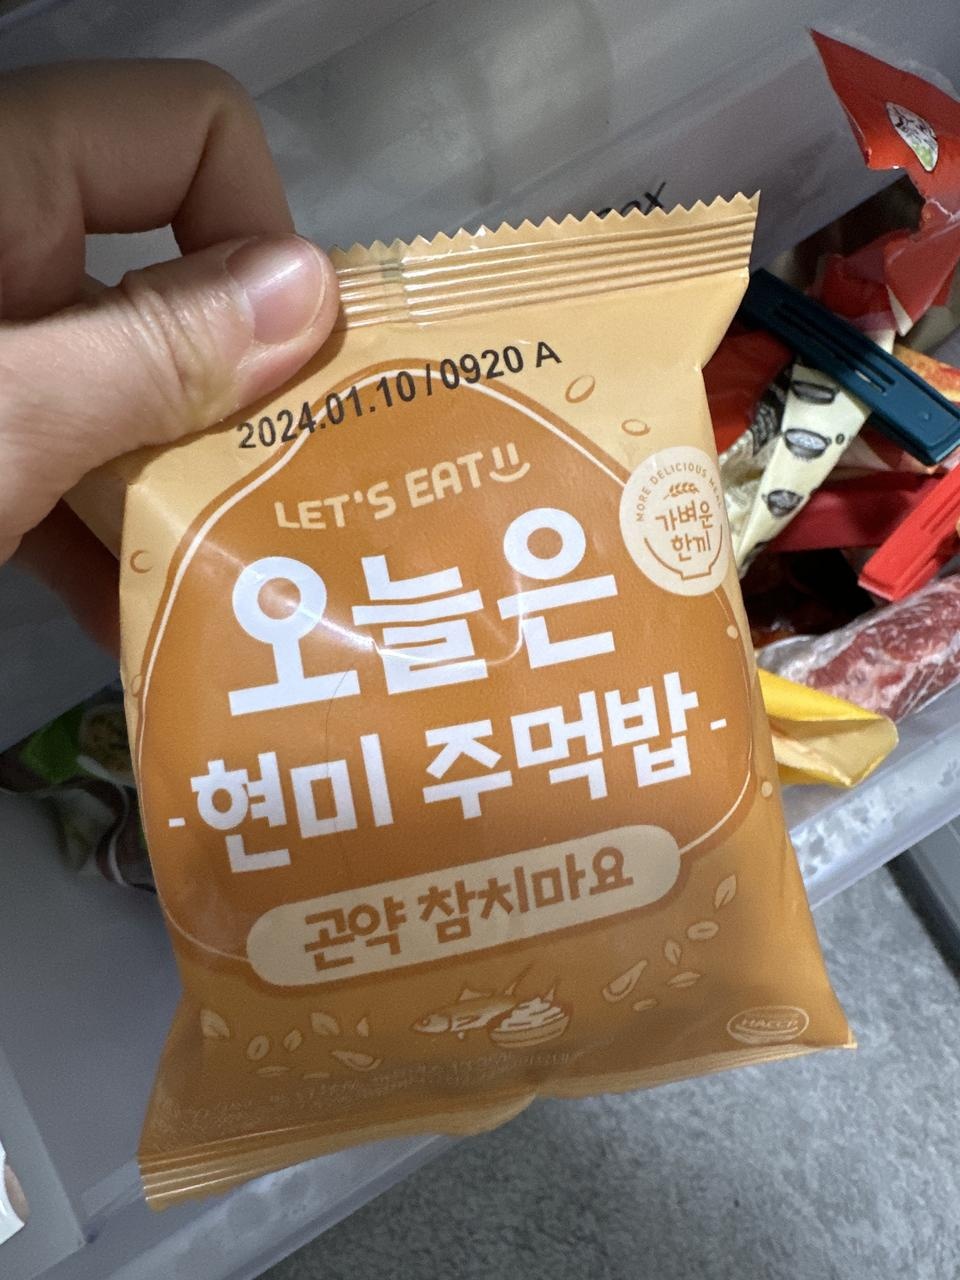 2024.01.10/0920 A
LET'S EAT
오늘은
-현미 주먹밥-
곤약 참치마요
MORE DELICIOUS
가벼운
한끼
HACCP